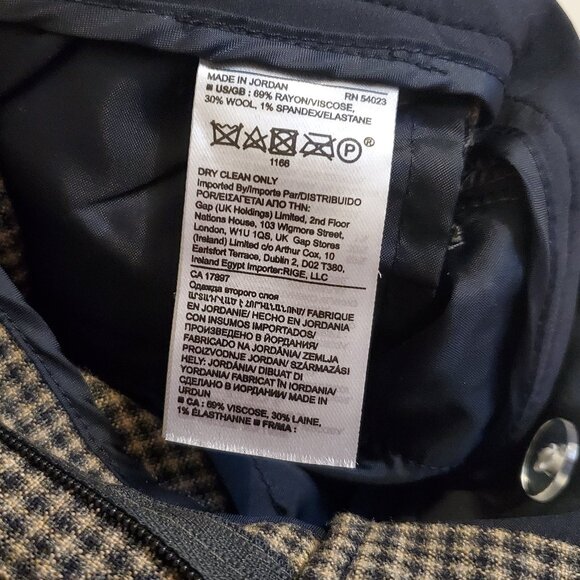 MADE IN JORDAN RN 54023
■ US/GB : 69% RAYON/VISCOSE,
30% WOOL, 1% SPANDEX/ELASTANE
P®
1166
DRY CLEAN ONLY
Imported By/Importe Par/DISTRIBUIDO
POR/ΕΙΣΑΓΕΤΑΙ ΑΠΟ ΤΗΝ:
Gap (UK Holdings) Limited, 2nd Floor
Nations House, 103 Wigmore Street,
London, W1U 1QS, UK Gap Stores
(Ireland) Limited c/o Arthur Cox, 10
Earlsfort Terrace, Dublin 2, D02 T380,
Ireland Egypt Importer:RIGE, LLC
CA 17897
Одежда второго слоя
FABRIQUE
EN JORDANIE/ HECHO EN JORDANIA
CON INSUMOS IMPORTADOS/
ПРОИЗВЕДЕНО В ЙОРДАНИЯ/
FABRICADO NA JORDÂNIA/ ZEMLJA
PROIZVODNJE JORDAN/ SZÁRMAZÁSI
HELY: JORDÁNIA/ DIBUAT DI
YORDANIA/ FABRICAT ÎN IORDANIA/
СДЕЛАНО В ИОРДАНИИ/ MADE IN
URDUN
■ CA : 69% VISCOSE, 30% LAINE,
1% ÉLASTHANNE ■ FR/MA :